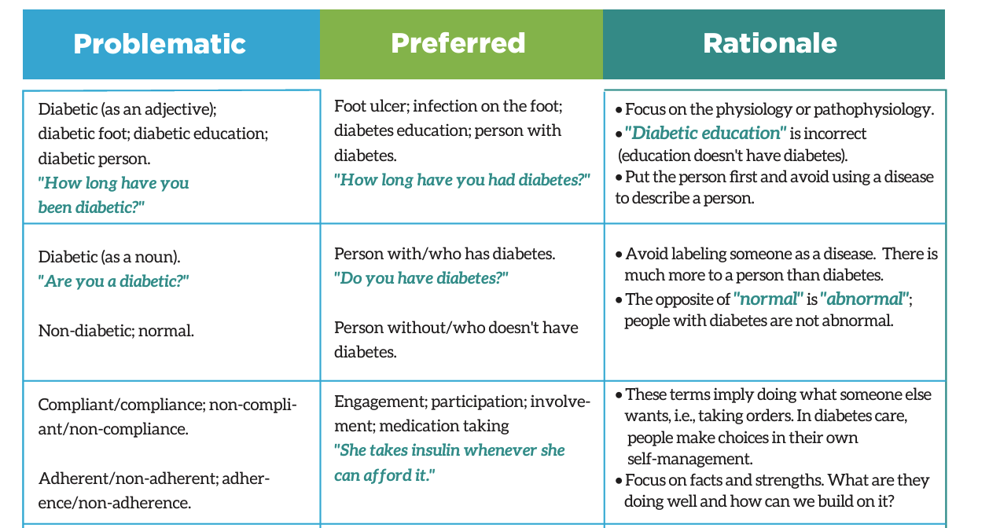 Problematic
Preferred
Rationale
Diabetic (as an adjective);
diabetic foot; diabetic education;
diabetic person.
"How long have you
been diabetic?"
Foot ulcer; infection on the foot;
diabetes education; person with
diabetes.
"How long have you had diabetes?"
• Focus on the physiology or pathophysiology.
• "Diabetic education" is incorrect
(education doesn't have diabetes).
• Put the person first and avoid using a disease
to describe a person.
Diabetic (as a noun).
"Are you a diabetic?"
Non-diabetic; normal.
Person with/who has diabetes.
"Do you have diabetes?"
Person without/who doesn't have
diabetes.
• Avoid labeling someone as a disease. There is
much more to a person than diabetes.
• The opposite of "normal" is "abnormal";
people with diabetes are not abnormal.
Compliant/compliance; non-compli-
ant/non-compliance.
Adherent/non-adherent; adher-
ence/non-adherence.
Engagement; participation; involve-
ment; medication taking
"She takes insulin whenever she
can afford it."
• These terms imply doing what someone else
wants, i.e., taking orders. In diabetes care,
people make choices in their own
self-management.
• Focus on facts and strengths. What are they
doing well and how can we build on it?